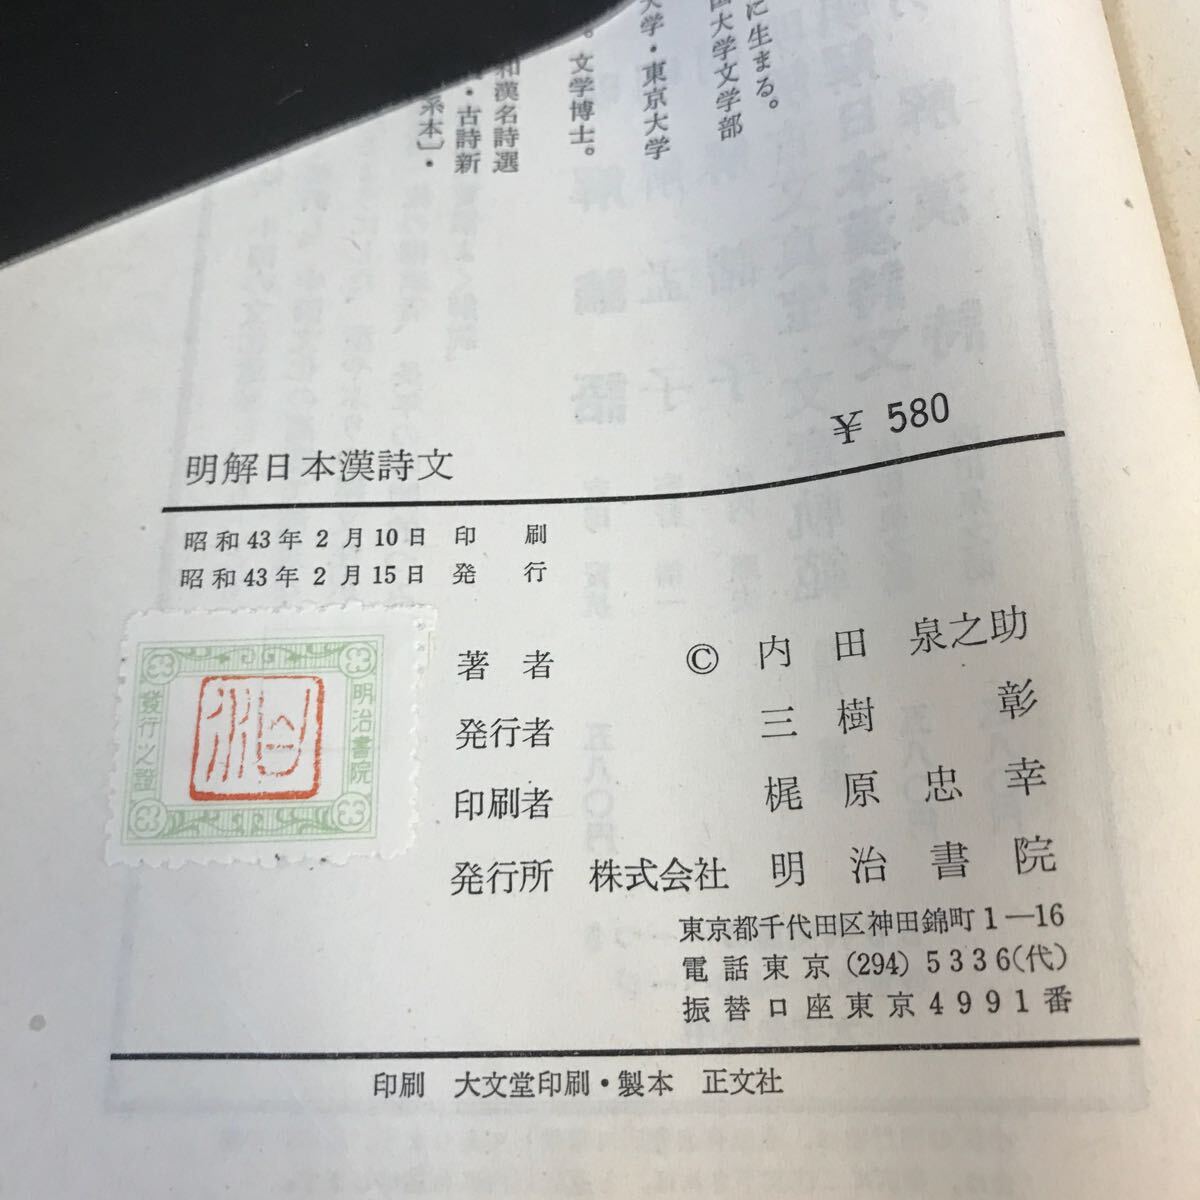 に生まる。
国大学文学部
学・東京大学
。文学博士。
和漢名詩選
・古詩新
系本〕・
¥ 580
明解日本漢詩文
昭和43年2月10日 印刷
昭和43年2月15日 発行
明治書院
發行之證
著者 © 内田泉之助
発行者 三樹彰
印刷者 梶原忠幸
発行所 株式会社 明治書院
東京都千代田区神田錦町1―16
電話東京(294)5336(代)
振替口座東京4991番
印刷 大文堂印刷・製本 正文社